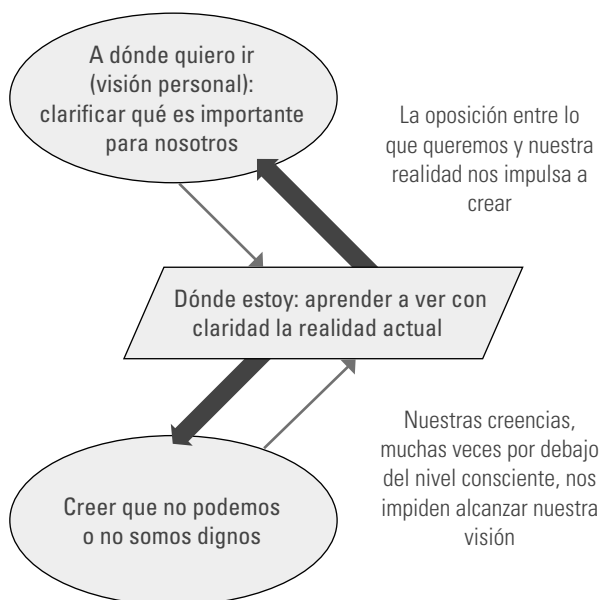 A dónde quiero ir
(visión personal):
clarificar qué es importante
para nosotros
La oposición entre lo
que queremos y nuestra
realidad nos impulsa a
crear
Dónde estoy: aprender a ver con
claridad la realidad actual
Nuestras creencias,
muchas veces por debajo
del nivel consciente, nos
impiden alcanzar nuestra
visión
Creer que no podemos
o no somos dignos